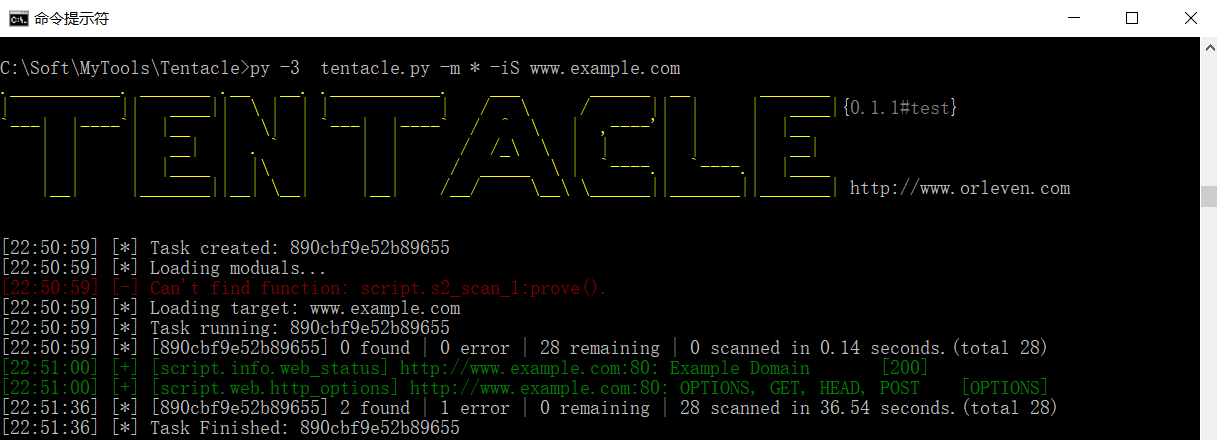 命令提示符
C:\Soft\MyTools\Tentacle>py -3  tentacle.py -m * -iS www.example.com
TENTACLE {0.1.1#test}
http://www.orleven.com
[22:50:59] [*] Task created: 890cbf9e52b89655
[22:50:59] [*] Loading moduals...
[22:50:59] [-] Can't find function: script.s2_scan_1:prove().
[22:50:59] [*] Loading target: www.example.com
[22:50:59] [*] Task running: 890cbf9e52b89655
[22:50:59] [*] [890cbf9e52b89655] 0 found | 0 error | 28 remaining | 0 scanned in 0.14 seconds.(total 28)
[22:51:00] [+] [script.info.web_status] http://www.example.com:80: Example Domain       [200]
[22:51:00] [+] [script.web.http_options] http://www.example.com:80: OPTIONS, GET, HEAD, POST    [OPTIONS]
[22:51:36] [*] [890cbf9e52b89655] 2 found | 1 error | 0 remaining | 28 scanned in 36.54 seconds.(total 28)
[22:51:36] [*] Task Finished: 890cbf9e52b89655